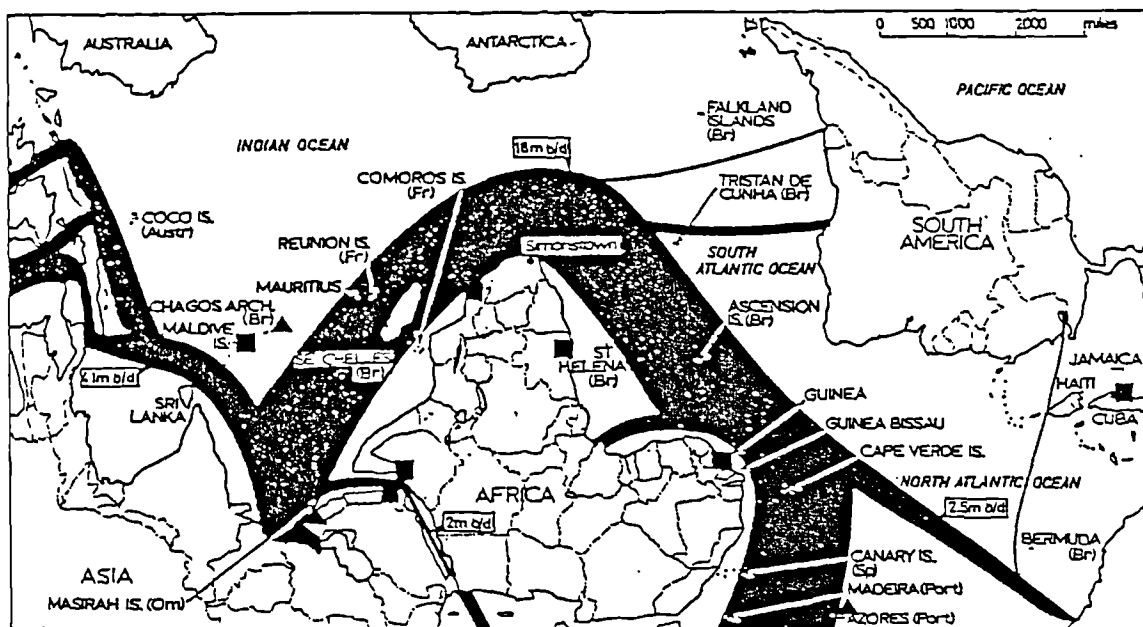 AUSTRALIA
ANTARCTICA
0 500 1000 2000 miles
PACIFIC OCEAN
FALKLAND
ISLANDS
(Br)
INDIAN OCEAN
18m b/d
COMOROS IS.
(Fr)
TRISTAN DE
CUNHA (Br)
COCO IS.
(Austr)
REUNION IS.
(Fr)
Simonstown
SOUTH
ATLANTIC OCEAN
SOUTH
AMERICA
MAURITIUS
CHAGOS ARCH.
(Br)
MALDIVE
IS.
ASCENSION
IS. (Br)
SEYCHELLES
(Br)
ST
HELENA
(Br)
JAMAICA
HAITI
CUBA
SRI
LANKA
GUINEA
GUINEA BISSAU
CAPE VERDE IS.
AFRICA
NORTH ATLANTIC OCEAN
2m b/d
2.5m b/d
BERMUDA
(Br)
ASIA
MASIRAH IS. (Om)
CANARY IS.
(Sp)
MADEIRA (Port)
AZORES (Port)